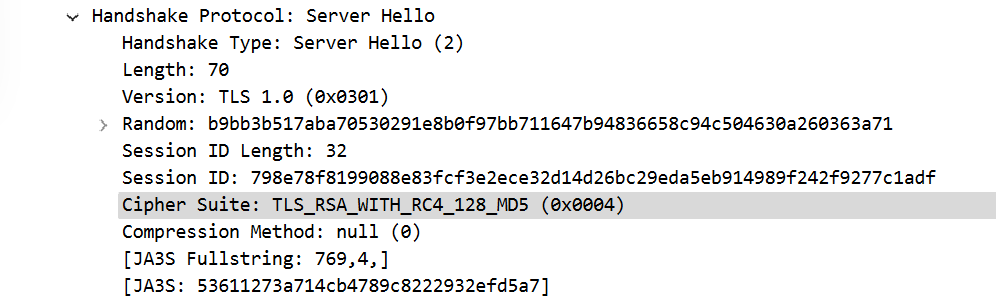 Handshake Protocol: Server Hello
Handshake Type: Server Hello (2)
Length: 70
Version: TLS 1.0 (0x0301)
Random: b9bb3b517aba70530291e8b0f97bb711647b94836658c94c504630a260363a71
Session ID Length: 32
Session ID: 798e78f8199088e83fcf3e2ece32d14d26bc29eda5eb914989f242f9277c1adf
Cipher Suite: TLS_RSA_WITH_RC4_128_MD5 (0x0004)
Compression Method: null (0)
[JA3S Fullstring: 769,4,]
[JA3S: 53611273a714cb4789c8222932efd5a7]